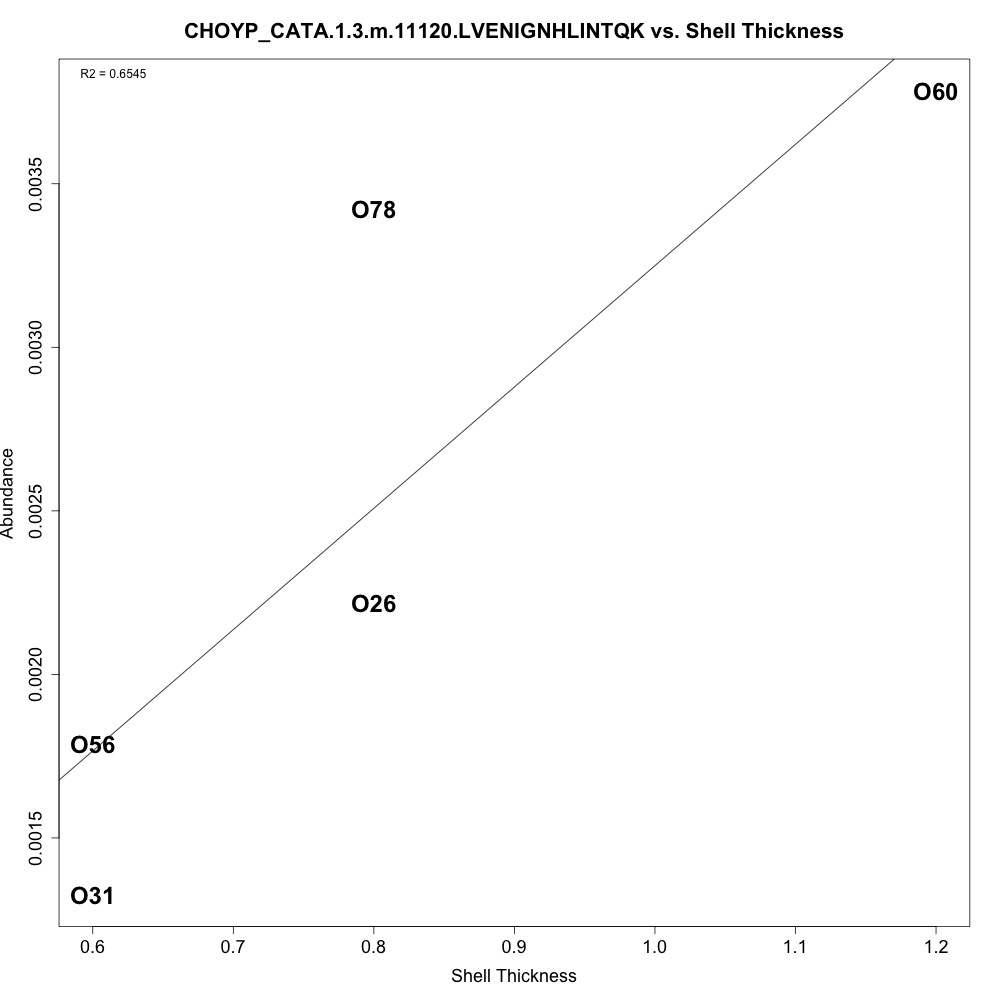 CHOYP_CATA.1.3.m.11120.LVENIGNHLINTQK vs. Shell Thickness
R2 = 0.6545
O60
O78
O26
O56
O31
Abundance
0.0035
0.0030
0.0025
0.0020
0.0015
0.6 0.7 0.8 0.9 1.0 1.1 1.2
Shell Thickness